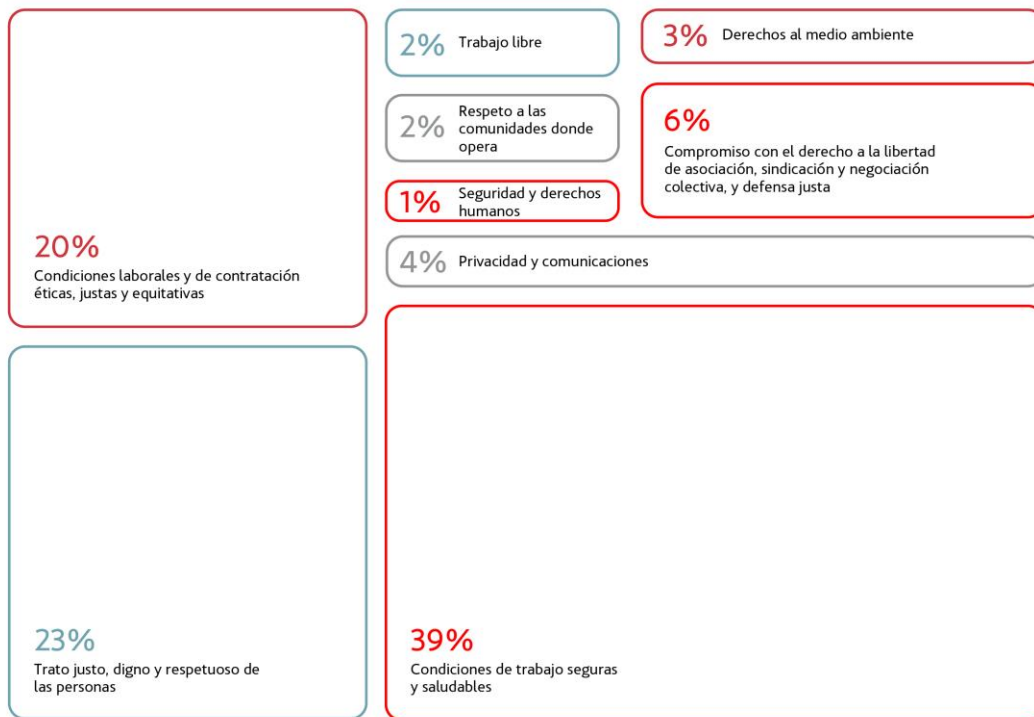 20%
Condiciones laborales y de contratación
éticas, justas y equitativas
23%
Trato justo, digno y respetuoso de
las personas
2%
Trabajo libre
2%
Respeto a las
comunidades donde
opera
1%
Seguridad y derechos
humanos
3%
Derechos al medio ambiente
6%
Compromiso con el derecho a la libertad
de asociación, sindicación y negociación
colectiva, y defensa justa
4%
Privacidad y comunicaciones
39%
Condiciones de trabajo seguras
y saludables